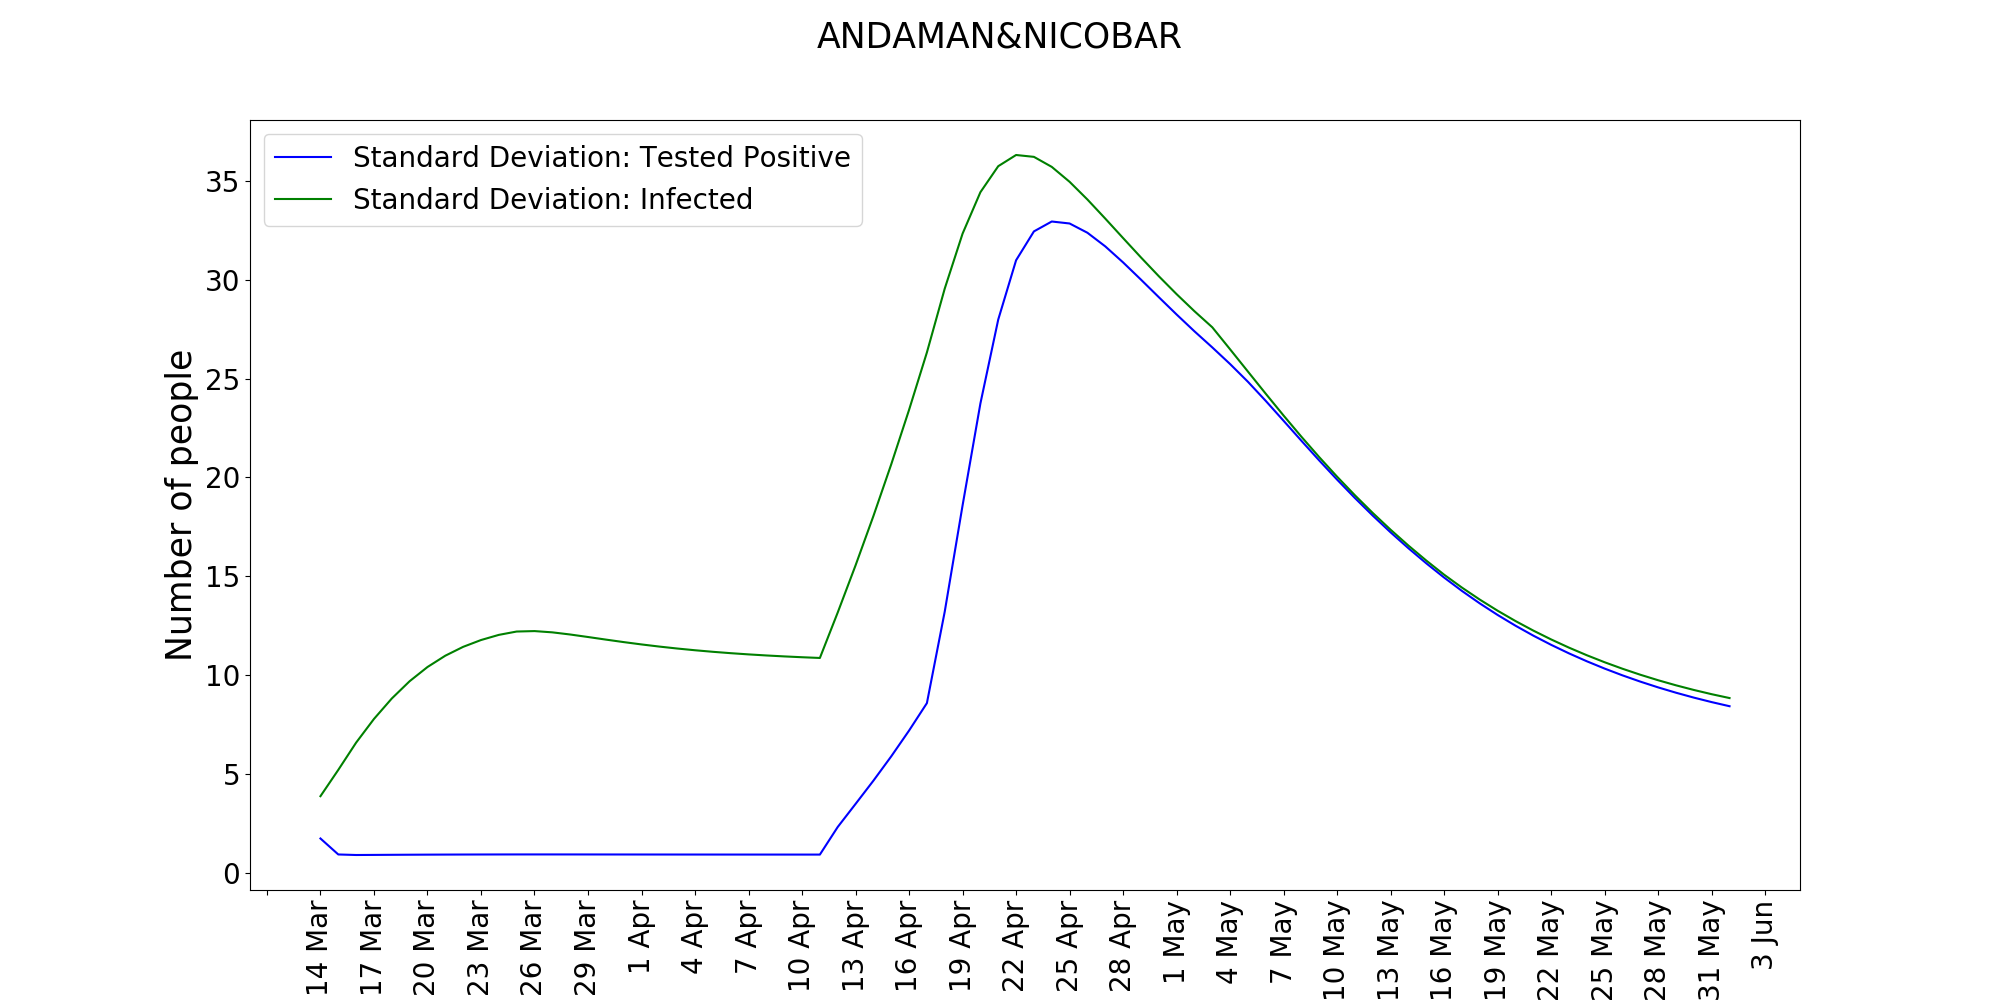 ANDAMAN&NICOBAR
Standard Deviation: Tested Positive
Standard Deviation: Infected
Number of people
35
30
25
20
15
10
5
0
14 Mar
17 Mar
20 Mar
23 Mar
26 Mar
29 Mar
1 Apr
4 Apr
7 Apr
10 Apr
13 Apr
16 Apr
19 Apr
22 Apr
25 Apr
28 Apr
1 May
4 May
7 May
10 May
13 May
16 May
19 May
22 May
25 May
28 May
31 May
3 Jun